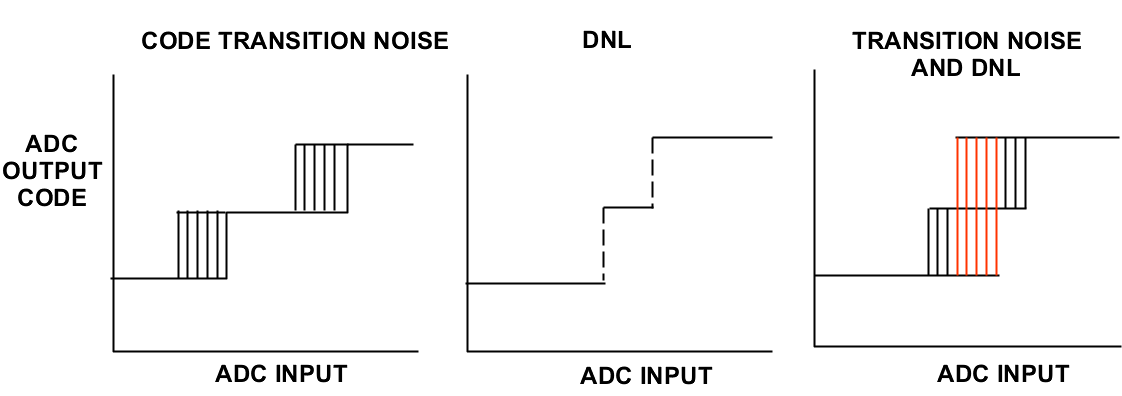 CODE TRANSITION NOISE
DNL
TRANSITION NOISE
AND DNL
ADC
OUTPUT
CODE
ADC INPUT
ADC INPUT
ADC INPUT